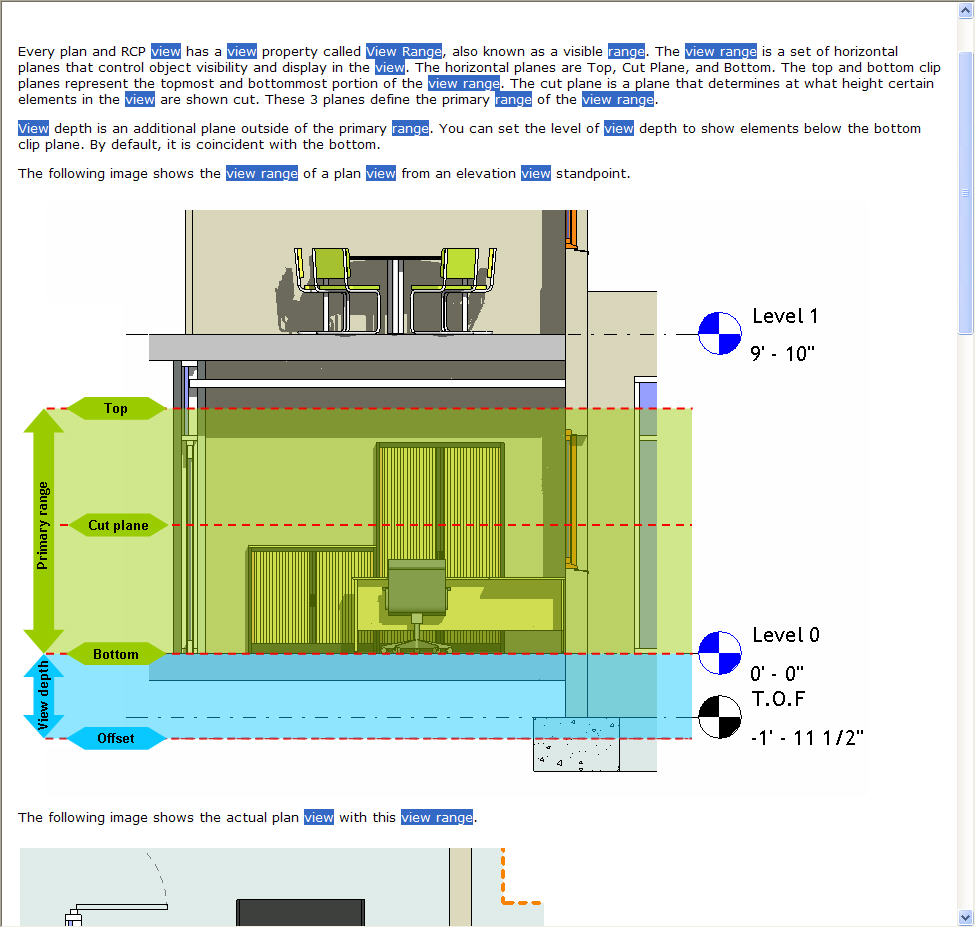 Every plan and RCP view has a view property called View Range, also known as a visible range. The view range is a set of horizontal
planes that control object visibility and display in the view. The horizontal planes are Top, Cut Plane, and Bottom. The top and bottom clip
planes represent the topmost and bottommost portion of the view range. The cut plane is a plane that determines at what height certain
elements in the view are shown cut. These 3 planes define the primary range of the view range.
View depth is an additional plane outside of the primary range. You can set the level of view depth to show elements below the bottom
clip plane. By default, it is coincident with the bottom.
The following image shows the view range of a plan view from an elevation view standpoint.
Level 1
9' - 10"
Top
Primary range
Cut plane
Bottom
Level 0
0' - 0"
View depth
T.O.F
Offset
-1' - 11 1/2"
The following image shows the actual plan view with this view range.